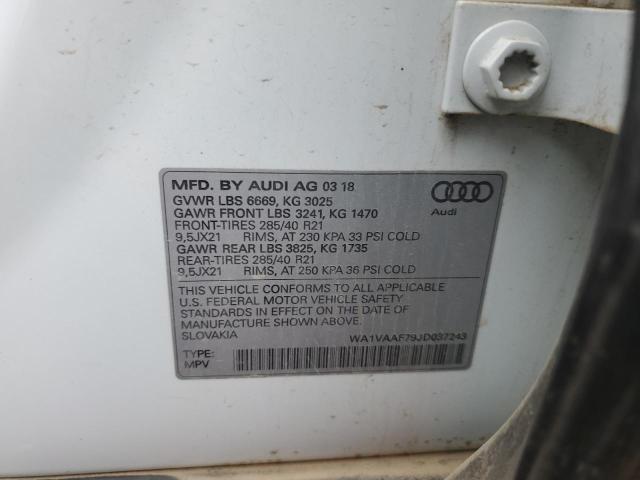 MFD. BY AUDI AG 03 18
GVWR LBS 6669, KG 3025
GAWR FRONT LBS 3241, KG 1470
FRONT-TIRES 285/40 R21
9,5JX21 RIMS, AT 230 KPA 33 PSI COLD
GAWR REAR LBS 3825, KG 1735
REAR-TIRES 285/40 R21
9,5JX21 RIMS, AT 250 KPA 36 PSI COLD
Audi
THIS VEHICLE CONFORMS TO ALL APPLICABLE
U.S. FEDERAL MOTOR VEHICLE SAFETY
STANDARDS IN EFFECT ON THE DATE OF
MANUFACTURE SHOWN ABOVE.
SLOVAKIA
WA1VAAF79JD037243
TYPE:
MPV